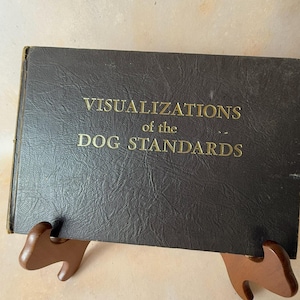 VISUALIZATIONS
of the
DOG STANDARDS